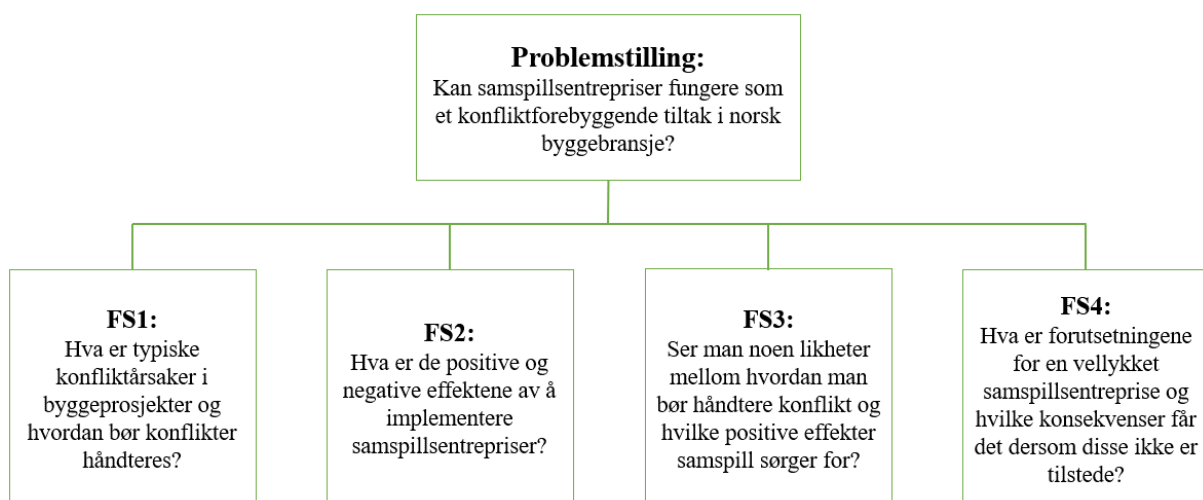 Problemstilling:
Kan samspillsentrepriser fungere som
et konfliktforebyggende tiltak i norsk
byggebransje?
FS1:
Hva er typiske
konfliktårsaker i
byggeprosjekter og
hvordan bør konflikter
håndteres?
FS2:
Hva er de positive og
negative effektene av å
implementere
samspillsentrepriser?
FS3:
Ser man noen likheter
mellom hvordan man
bør håndtere konflikt og
hvilke positive effekter
samspill sørger for?
FS4:
Hva er forutsetningene
for en vellykket
samspillsentreprise og
hvilke konsekvenser får
det dersom disse ikke er
tilstede?